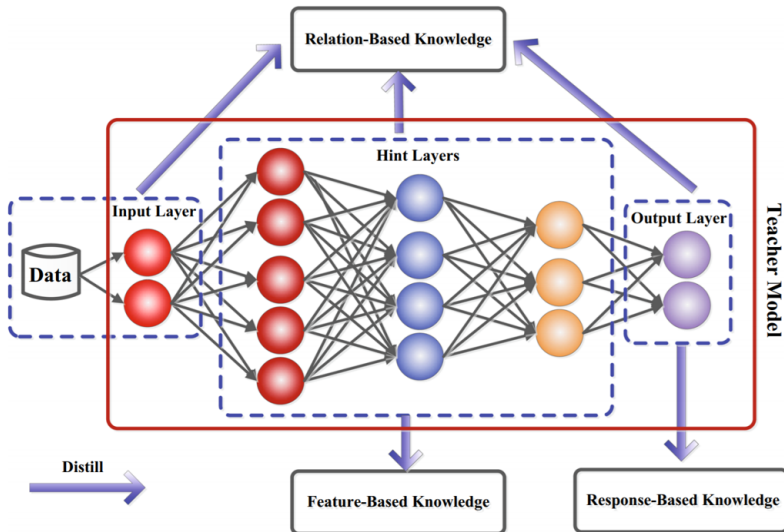 Relation-Based Knowledge
Hint Layers
Input Layer
Output Layer
Data
Teacher Model
Distill
Feature-Based Knowledge
Response-Based Knowledge